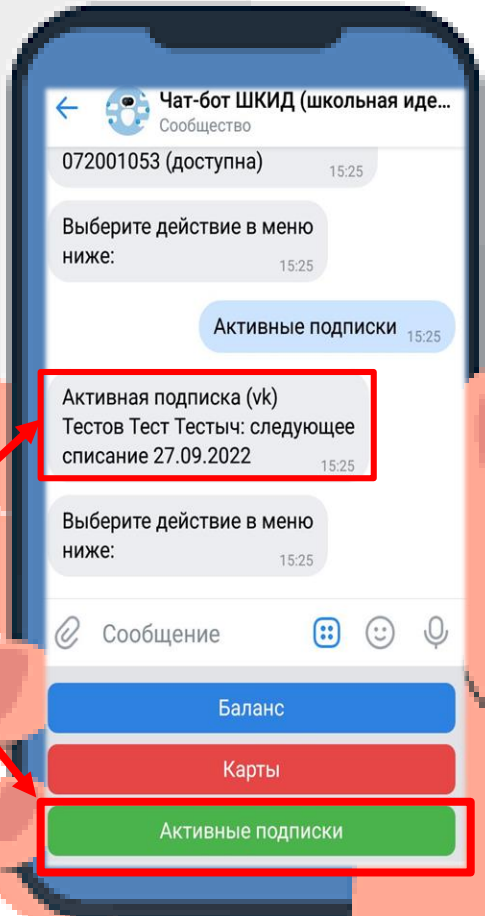 Чат-бот ШКИД (школьная иде...
Сообщество
072001053 (доступна) 15:25
Выберите действие в меню
ниже: 15:25
Активные подписки 15:25
Активная подписка (vk)
Тестов Тест Тестыч: следующее
списание 27.09.2022 15:25
Выберите действие в меню
ниже: 15:25
Сообщение
Баланс
Карты
Активные подписки